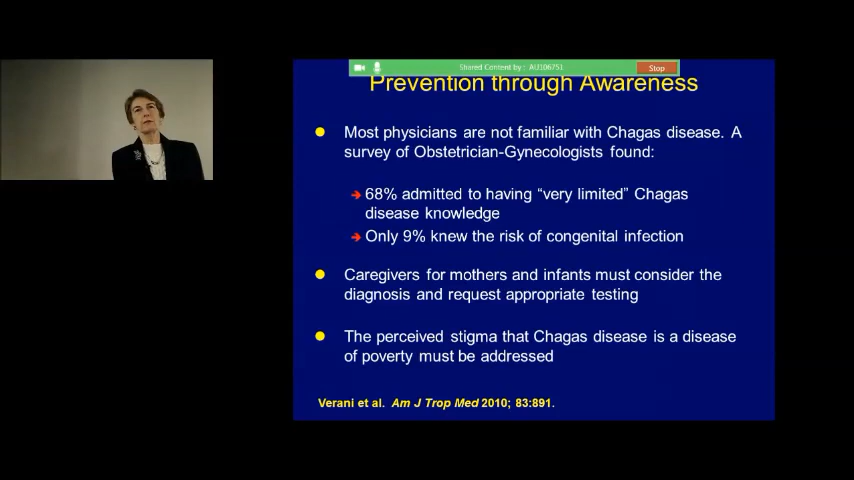 Shared Content by: AU106751
Stop
Prevention through Awareness
Most physicians are not familiar with Chagas disease. A
survey of Obstetrician-Gynecologists found:
68% admitted to having “very limited” Chagas
disease knowledge
Only 9% knew the risk of congenital infection
Caregivers for mothers and infants must consider the
diagnosis and request appropriate testing
The perceived stigma that Chagas disease is a disease
of poverty must be addressed
Verani et al. Am J Trop Med 2010; 83:891.